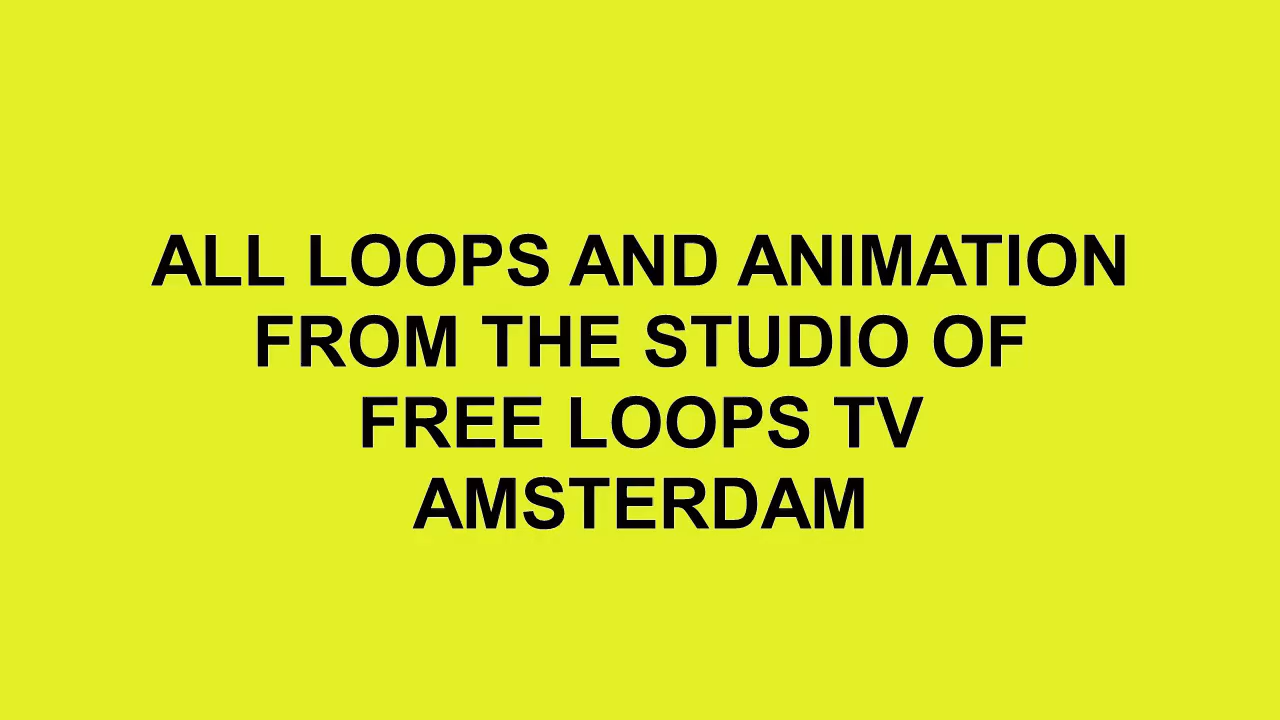 ALL LOOPS AND ANIMATION
FROM THE STUDIO OF
FREE LOOPS TV
AMSTERDAM